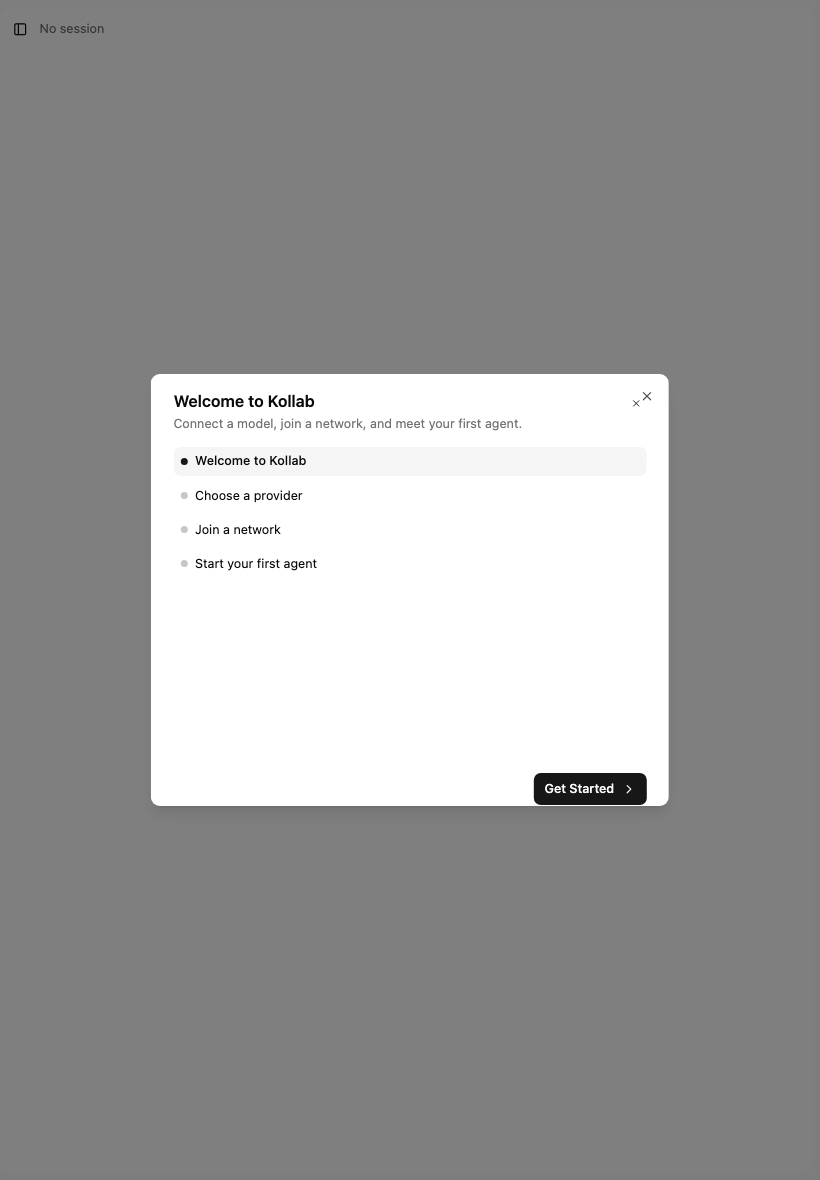 No session
Welcome to Kollab
Connect a model, join a network, and meet your first agent.
Welcome to Kollab
Choose a provider
Join a network
Start your first agent
Get Started